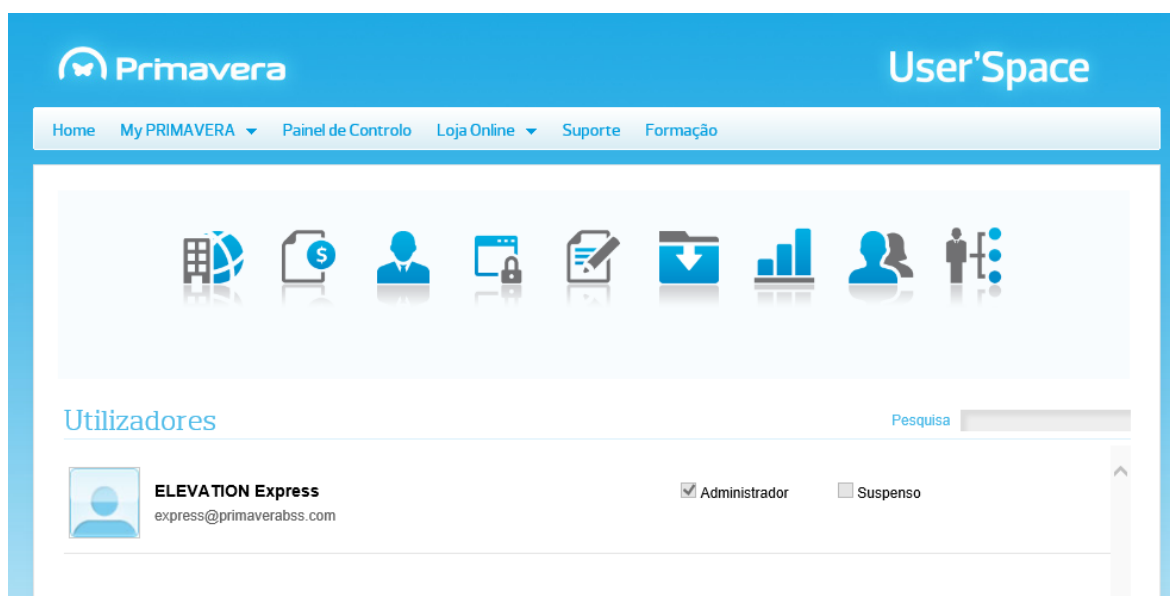 Primavera
User'Space
Home My PRIMAVERA Painel de Controlo Loja Online Suporte Formação
$
Utilizadores
Pesquisa
ELEVATION Express
Administrador Suspenso
express@primaverabss.com